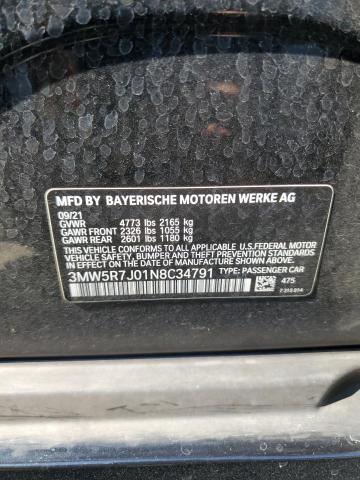 MFD BY BAYERISCHE MOTOREN WERKE AG
09/21
GVWR 4773 lbs 2165 kg
GAWR FRONT 2326 lbs 1055 kg
GAWR REAR 2601 lbs 1180 kg
THIS VEHICLE CONFORMS TO ALL APPLICABLE U.S. FEDERAL MOTOR
VEHICLE SAFETY, BUMPER, AND THEFT PREVENTION STANDARDS
IN EFFECT ON THE DATE OF MANUFACTURE SHOWN ABOVE.
3MW5R7J01N8C34791 TYPE: PASSENGER CAR
475